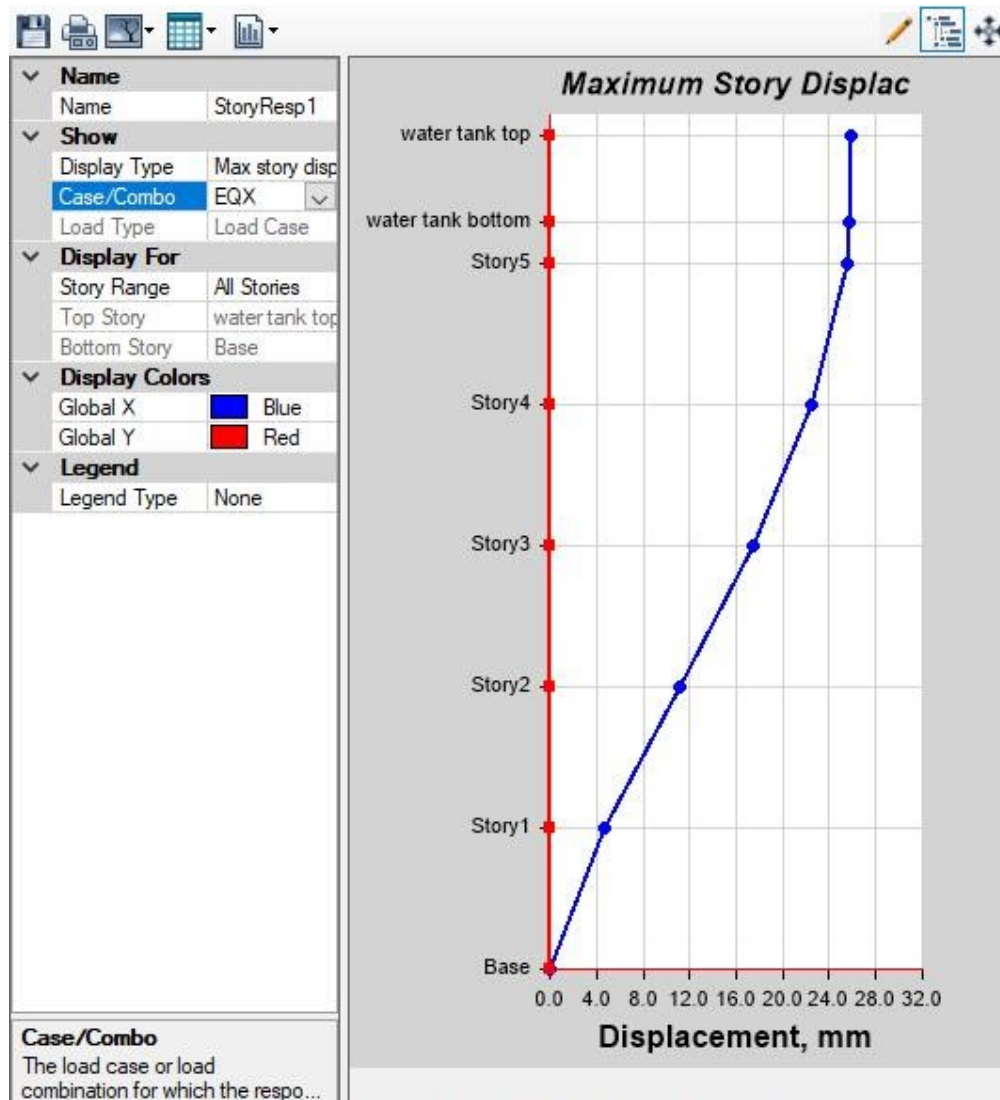 Name
Name StoryResp1
Show
Display Type Max story disp
Case/Combo EQX
Load Type Load Case
Display For
Story Range All Stories
Top Story water tank top
Bottom Story Base
Display Colors
Global X Blue
Global Y Red
Legend
Legend Type None
Case/Combo
The load case or load
combination for which the respo...
Maximum Story Displac
water tank top
water tank bottom
Story5
Story4
Story3
Story2
Story1
Base
0.0 4.0 8.0 12.0 16.0 20.0 24.0 28.0 32.0
Displacement, mm